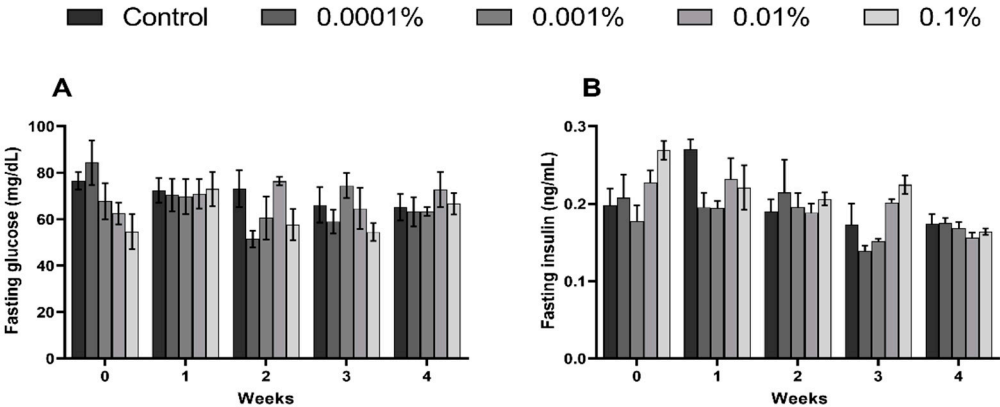 Control 0.0001% 0.001% 0.01% 0.1%
A
Fasting glucose (mg/dL)
100
80
60
40
20
0
0 1 2 3 4
Weeks
B
Fasting insulin (ng/mL)
0.3
0.2
0.1
0.0
0 1 2 3 4
Weeks